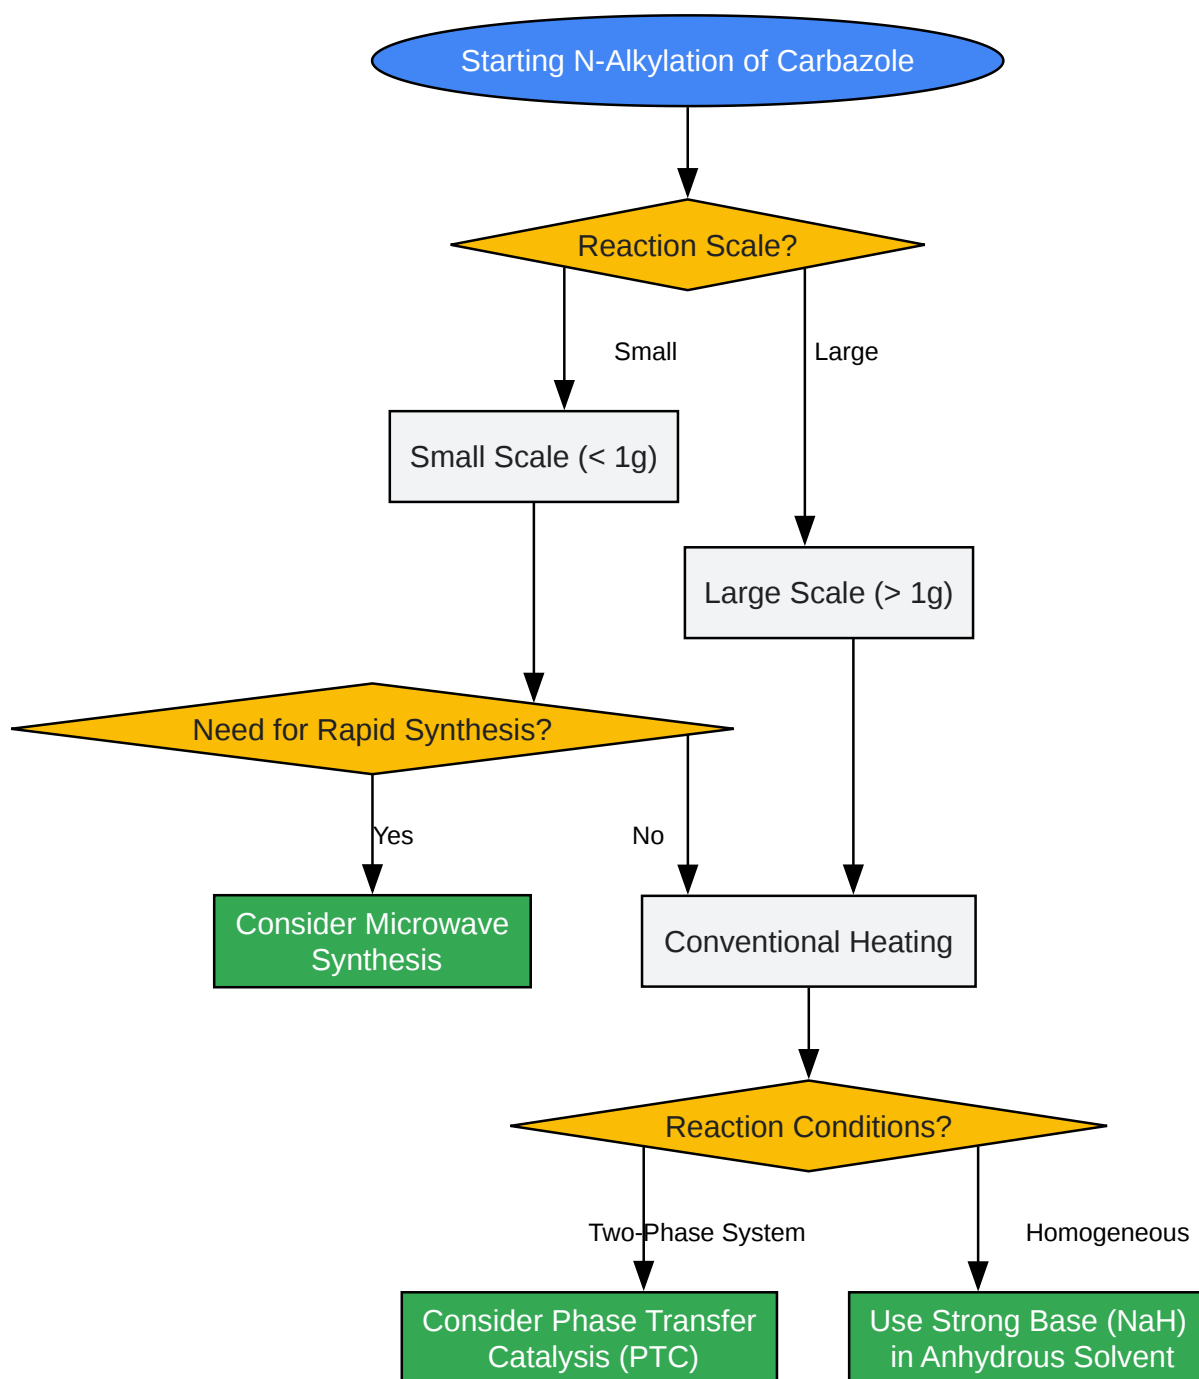 Starting N-Alkylation of Carbazole
Reaction Scale?
Small
Large
Small Scale (< 1g)
Large Scale (> 1g)
Need for Rapid Synthesis?
Yes
No
Consider Microwave
Synthesis
Conventional Heating
Reaction Conditions?
Two-Phase System
Homogeneous
Consider Phase Transfer
Catalysis (PTC)
Use Strong Base (NaH)
in Anhydrous Solvent